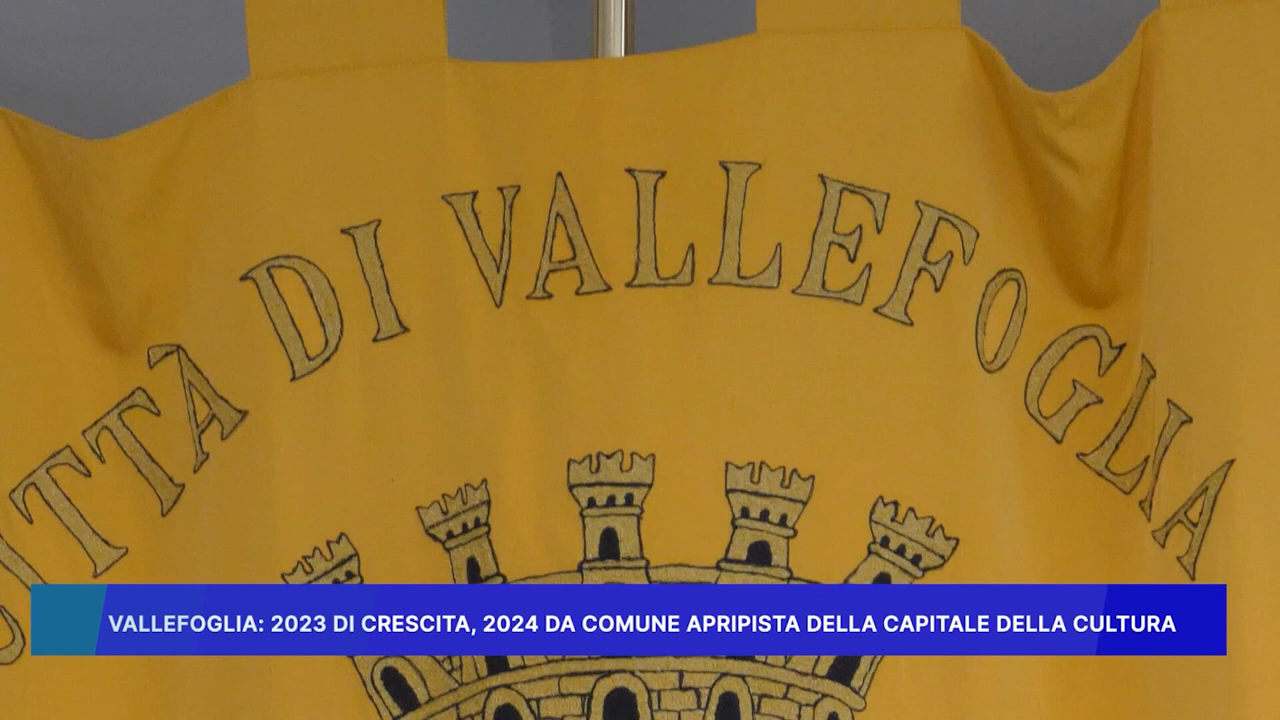 CITTÀ DI VALLEFOGLIA
VALLEFOGLIA: 2023 DI CRESCITA, 2024 DA COMUNE APRIPISTA DELLA CAPITALE DELLA CULTURA